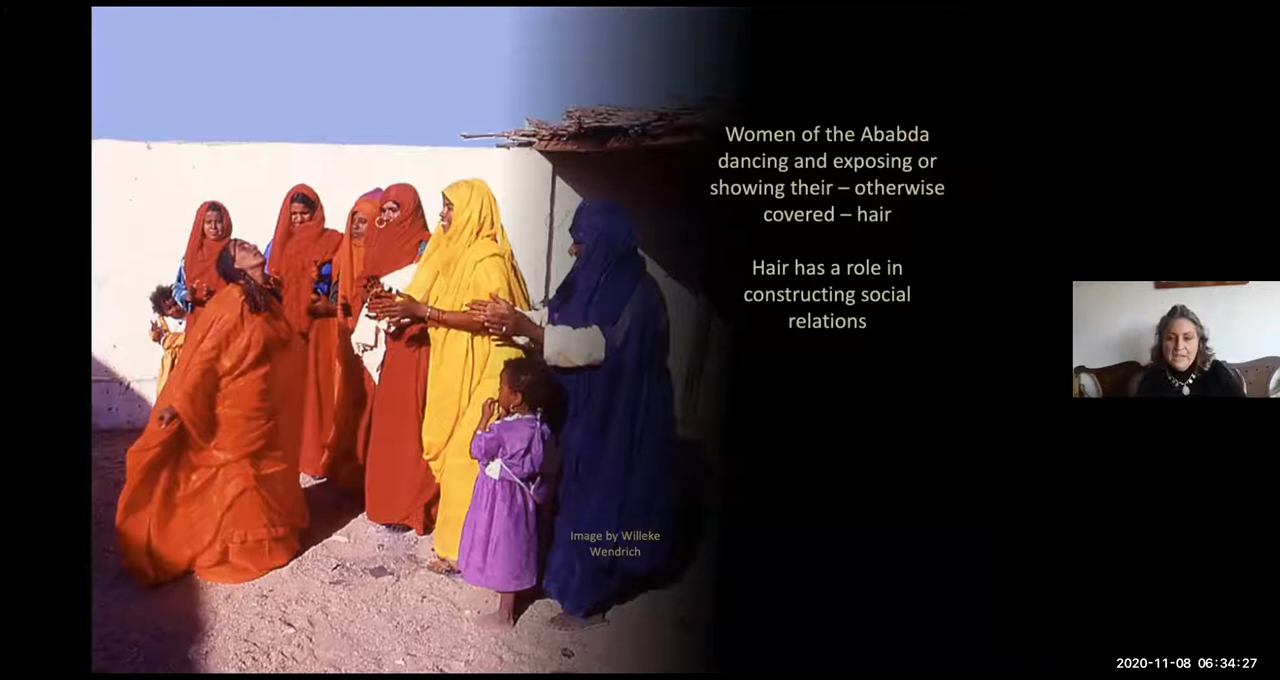 Women of the Ababda
dancing and exposing or
showing their – otherwise
covered – hair
Hair has a role in
constructing social
relations
Image by Willeke
Wendrich
2020-11-08 06:34:27